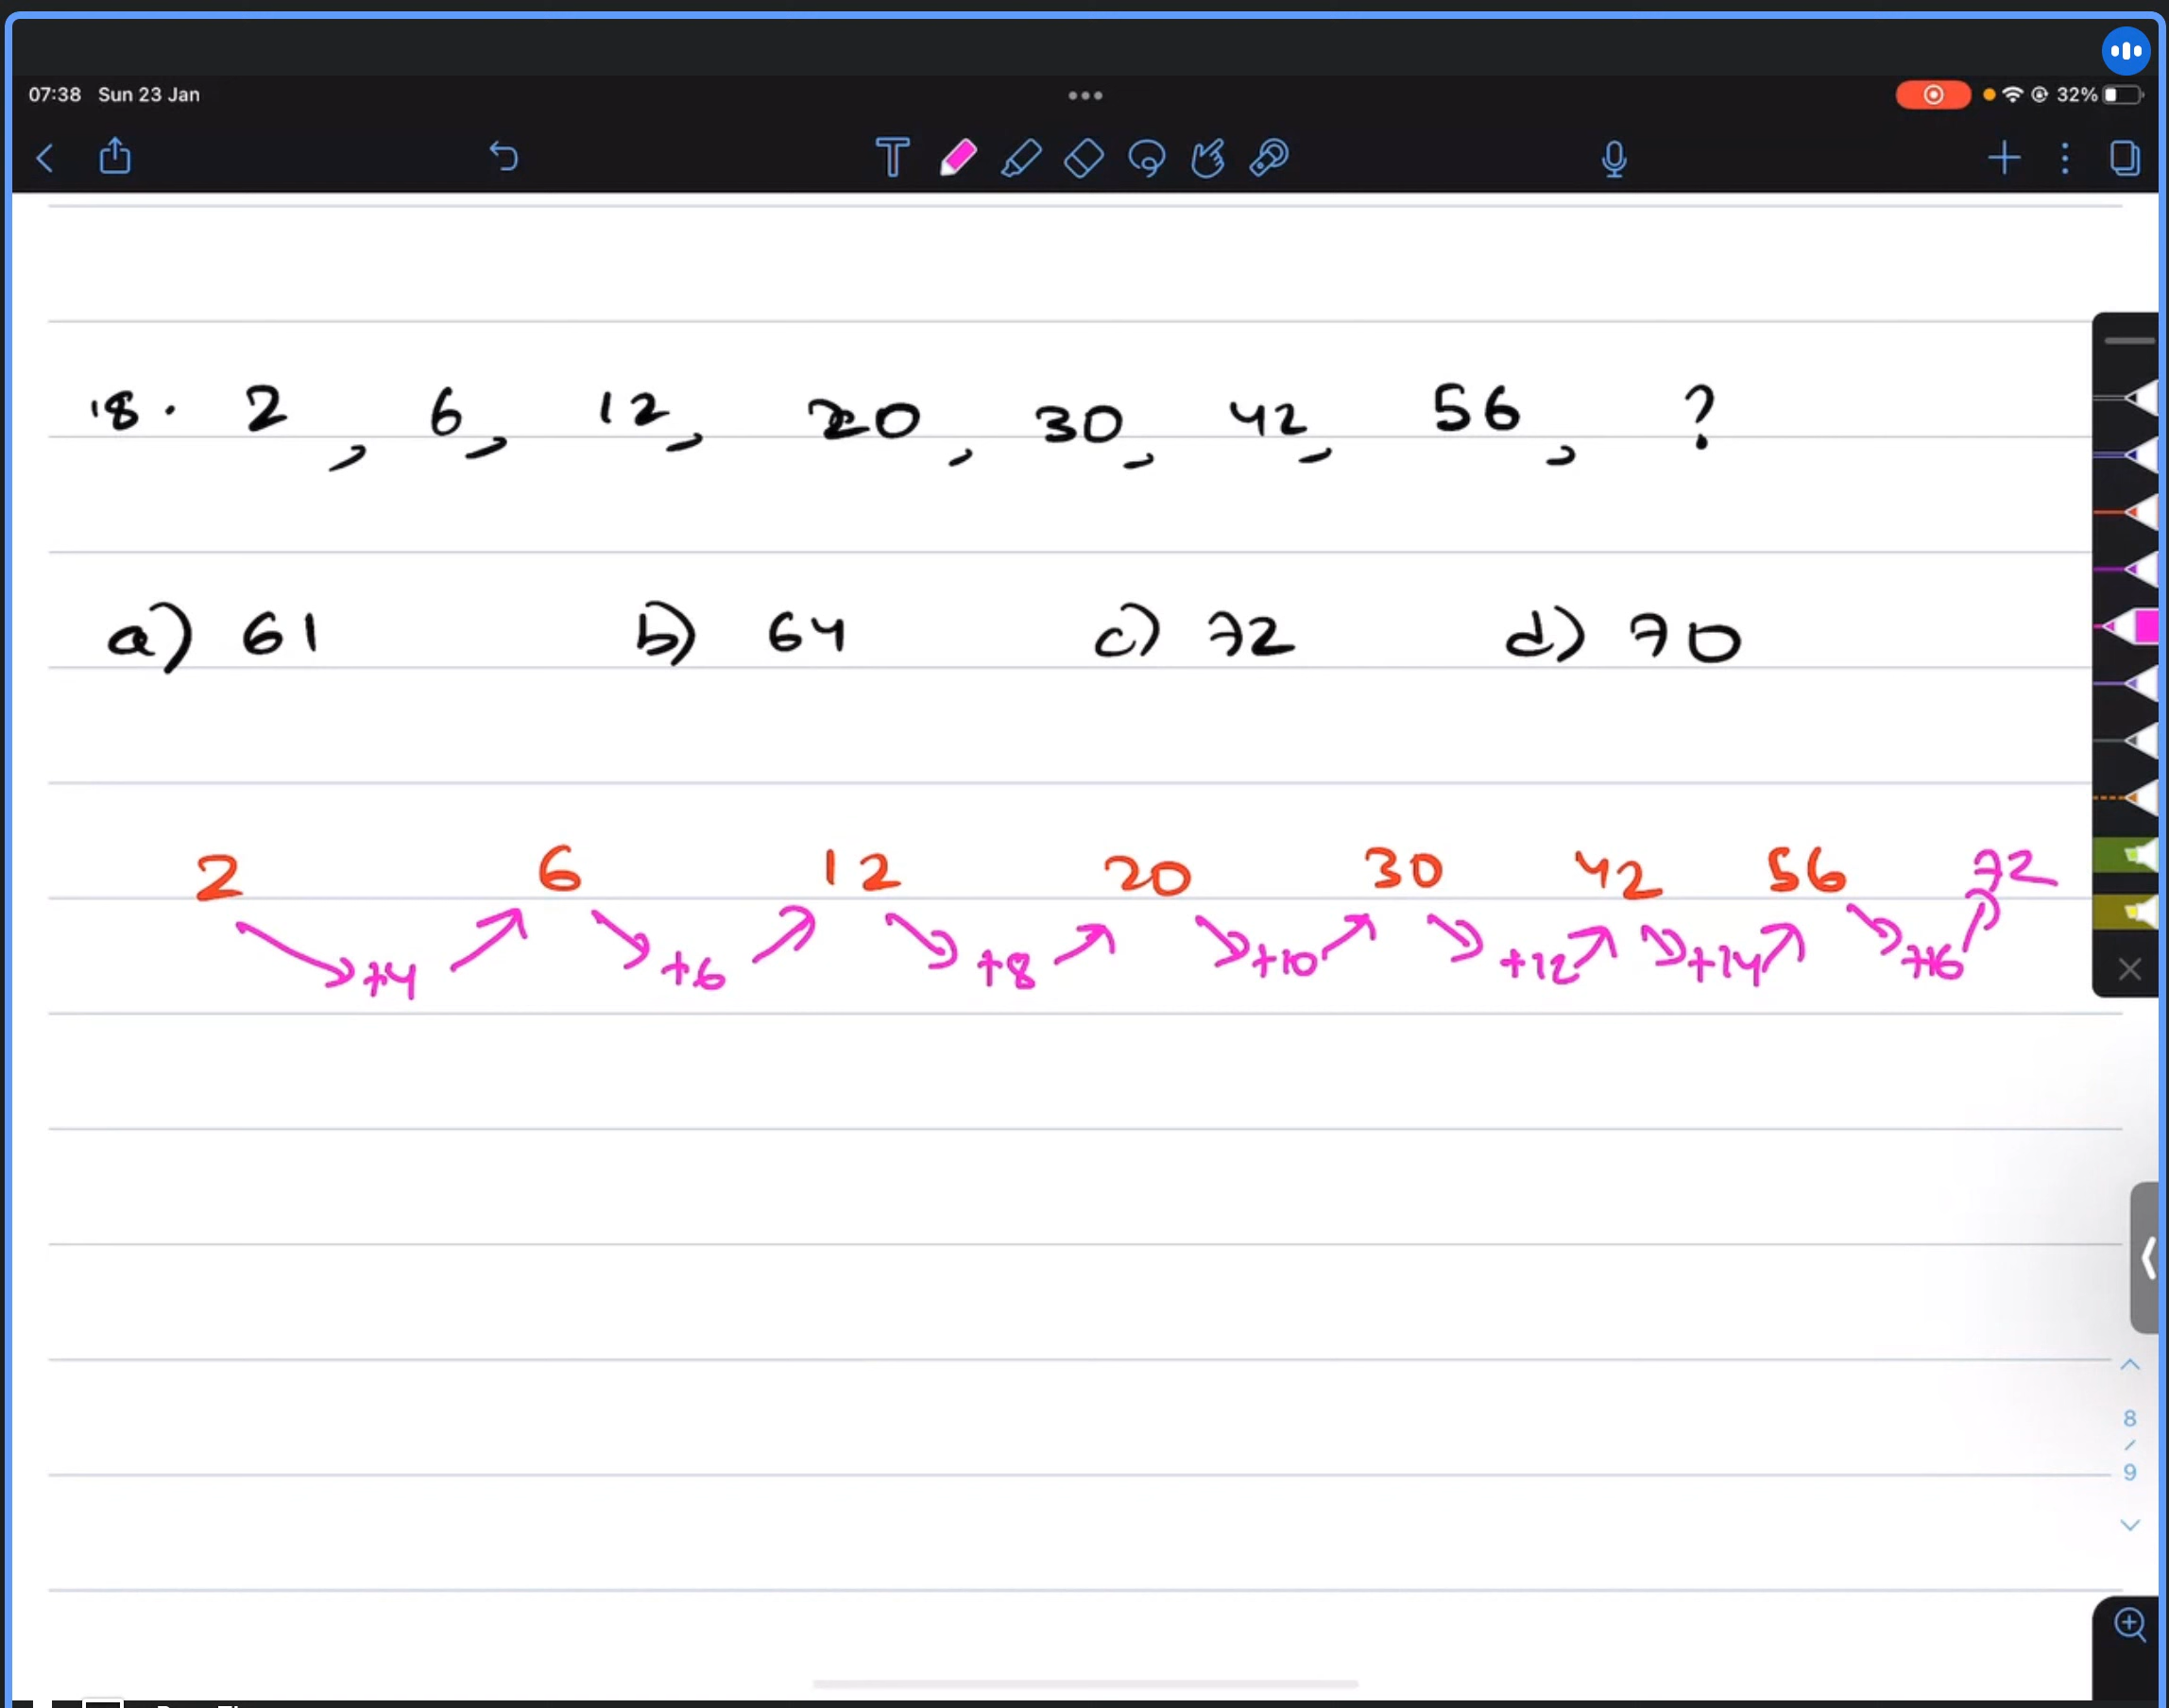 07:38 Sun 23 Jan
32%
18. 2, 6, 12, 20, 30, 42, 56, ?
a) 61 b) 64 c) 72 d) 70
2 6 12 20 30 42 56 72
+4 +6 +8 +10 +12 +14 +16
8
/
9